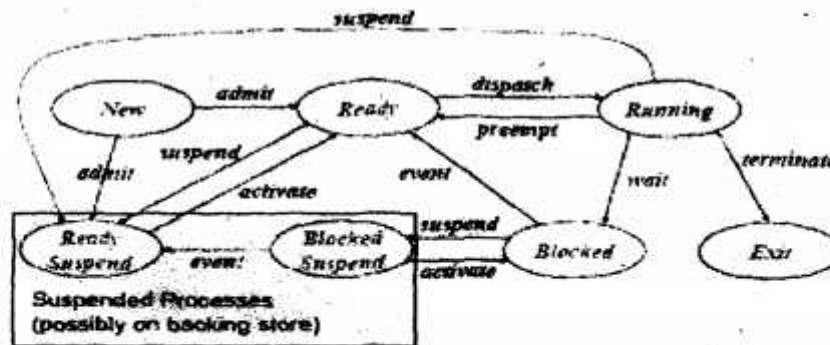 suspend
New
admit
Ready
dispatch
Running
preempt
suspend
admit
activate
event
wait
terminate
Ready
Suspend
event
Blocked
Suspend
suspend
activate
Blocked
Exit
Suspended Processes
(possibly on backing store)